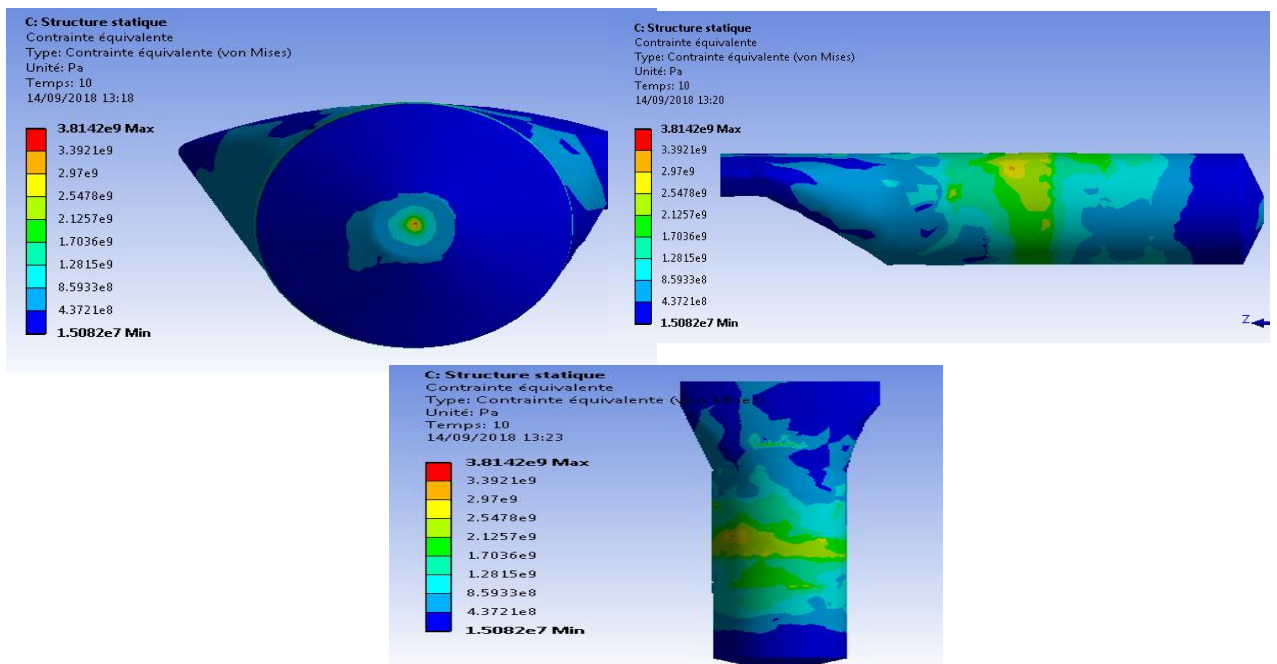 C: Structure statique
Contrainte équivalente
Type: Contrainte équivalente (von Mises)
Unité: Pa
Temps: 10
14/09/2018 13:18
3.8142e9 Max
3.3921e9
2.97e9
2.5478e9
2.1257e9
1.7036e9
1.2815e9
8.5933e8
4.3721e8
1.5082e7 Min
C: Structure statique
Contrainte équivalente
Type: Contrainte équivalente (von Mises)
Unité: Pa
Temps: 10
14/09/2018 13:20
3.8142e9 Max
3.3921e9
2.97e9
2.5478e9
2.1257e9
1.7036e9
1.2815e9
8.5933e8
4.3721e8
1.5082e7 Min
Z
C: Structure statique
Contrainte équivalente
Type: Contrainte équivalente (von Mises)
Unité: Pa
Temps: 10
14/09/2018 13:23
3.8142e9 Max
3.3921e9
2.97e9
2.5478e9
2.1257e9
1.7036e9
1.2815e9
8.5933e8
4.3721e8
1.5082e7 Min